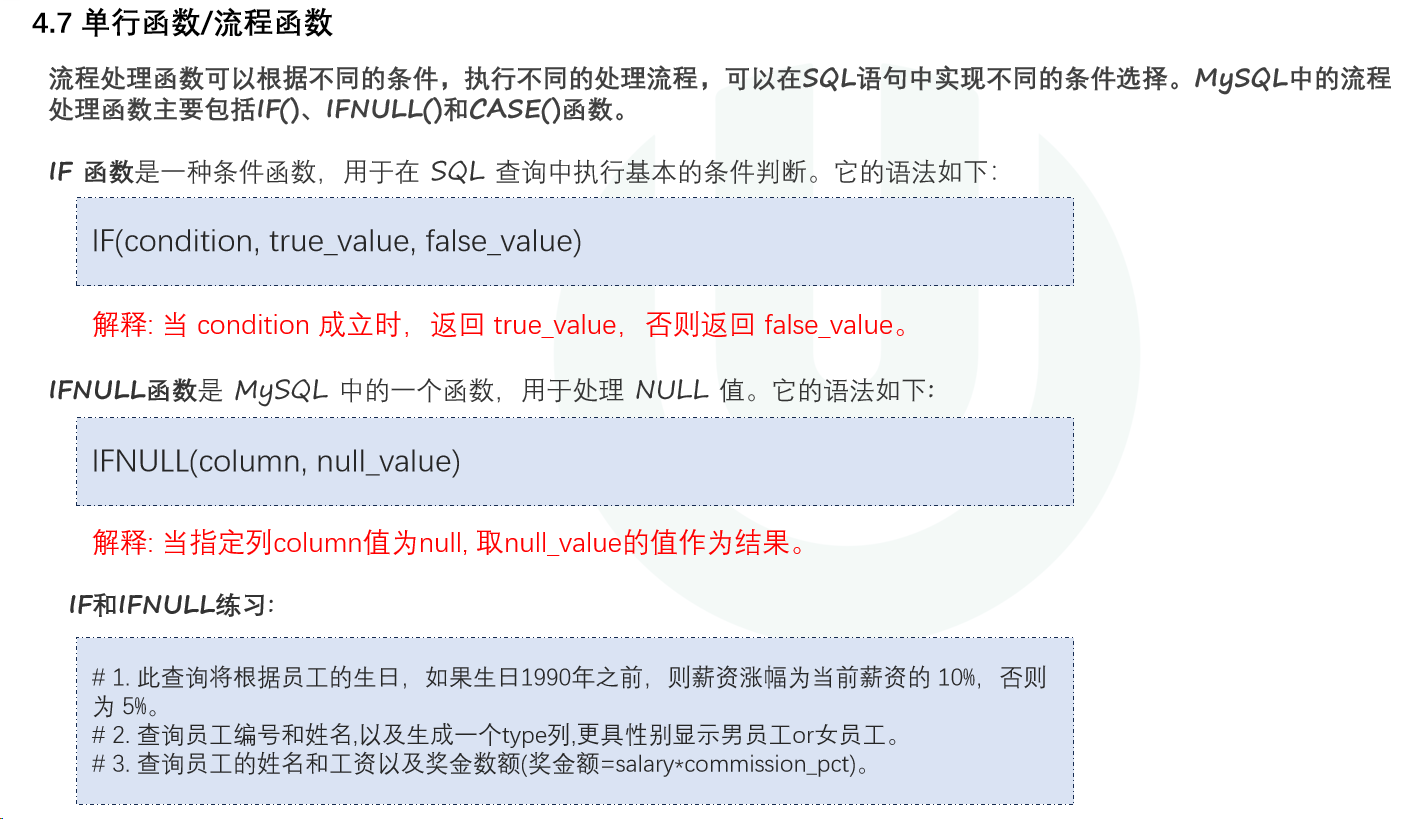 4.7 单行函数/流程函数
流程处理函数可以根据不同的条件，执行不同的处理流程，可以在SQL语句中实现不同的条件选择。MySQL中的流程
处理函数主要包括IF()、IFNULL()和CASE()函数。
IF 函数是一种条件函数，用于在 SQL 查询中执行基本的条件判断。它的语法如下：
IF(condition, true_value, false_value)
解释: 当 condition 成立时，返回 true_value，否则返回 false_value。
IFNULL函数是 MySQL 中的一个函数，用于处理 NULL 值。它的语法如下:
IFNULL(column, null_value)
解释: 当指定列column值为null, 取null_value的值作为结果。
IF和IFNULL练习:
# 1. 此查询将根据员工的生日，如果生日1990年之前，则薪资涨幅为当前薪资的 10%，否则
为 5%。
# 2. 查询员工编号和姓名,以及生成一个type列,更具性别显示男员工or女员工。
# 3. 查询员工的姓名和工资以及奖金数额(奖金额=salary*commission_pct)。